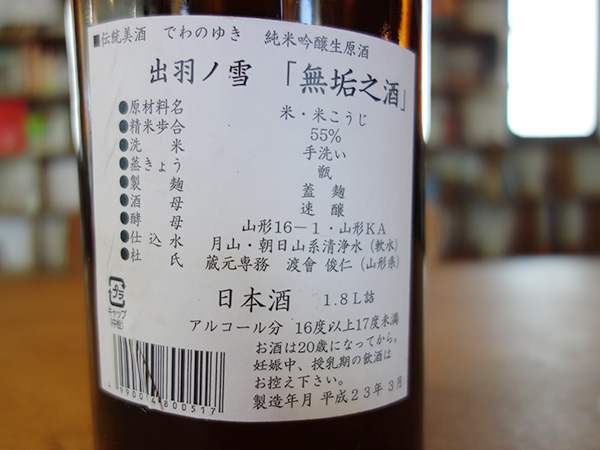 ■伝統美酒 でわのゆき 純米吟醸生原酒
出羽ノ雪 「無垢之酒」
●原材料名 米・米こうじ
●精米歩合 55%
●洗米 手洗い
●蒸きょう 甑
●製麹 蓋麹
●酒母 速醸
●酵母 山形16-1・山形KA
●仕込水 月山・朝日山系清浄水(軟水)
●杜氏 蔵元専務 渡會 俊仁(山形県)
日本酒 1.8L詰
プラ
キャップ
(中栓)
アルコール分 16度以上17度未満
お酒は20歳になってから。
妊娠中、授乳期の飲酒は
お控え下さい。
製造年月 平成23年3月
4990014800517